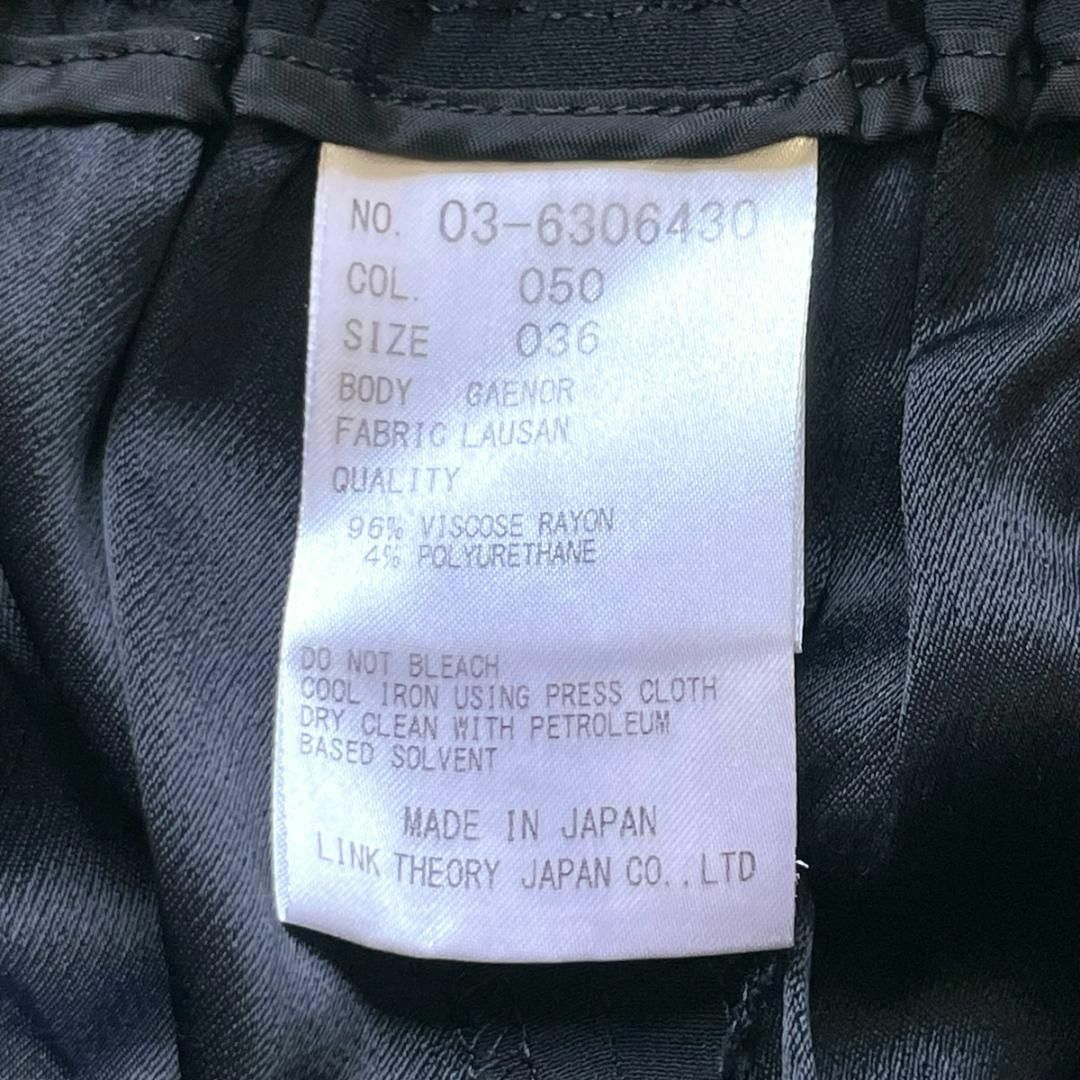 NO. 03-6306430
COL. 050
SIZE 036
BODY GAENOR
FABRIC LAUSAN
QUALITY
96% VISCOSE RAYON
4% POLYURETHANE
DO NOT BLEACH
COOL IRON USING PRESS CLOTH
DRY CLEAN WITH PETROLEUM
BASED SOLVENT
MADE IN JAPAN
LINK THEORY JAPAN CO.,LTD